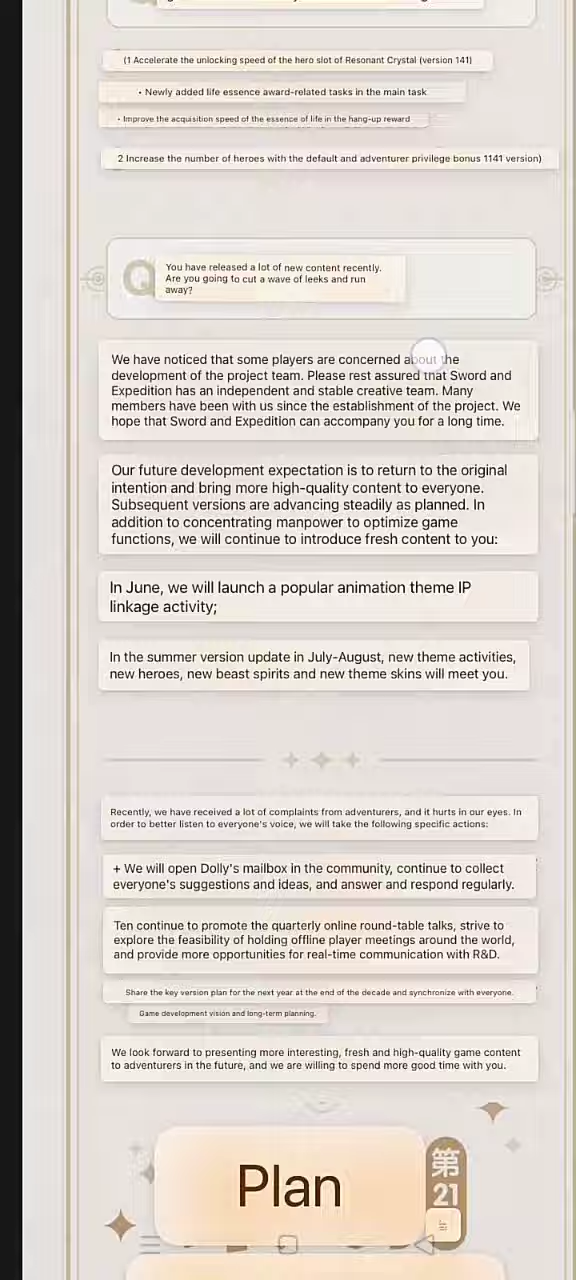 (1 Accelerate the unlocking speed of the hero slot of Resonant Crystal (version 141)
• Newly added life essence award-related tasks in the main task
• Improve the acquisition speed of the essence of life in the hang-up reward
2 Increase the number of heroes with the default and adventurer privilege bonus 1141 version)
Q
You have released a lot of new content recently.
Are you going to cut a wave of leeks and run
away?
We have noticed that some players are concerned about the
development of the project team. Please rest assured that Sword and
Expedition has an independent and stable creative team. Many
members have been with us since the establishment of the project. We
hope that Sword and Expedition can accompany you for a long time.
Our future development expectation is to return to the original
intention and bring more high-quality content to everyone.
Subsequent versions are advancing steadily as planned. In
addition to concentrating manpower to optimize game
functions, we will continue to introduce fresh content to you:
In June, we will launch a popular animation theme IP
linkage activity;
In the summer version update in July-August, new theme activities,
new heroes, new beast spirits and new theme skins will meet you.
Recently, we have received a lot of complaints from adventurers, and it hurts in our eyes. In
order to better listen to everyone's voice, we will take the following specific actions:
+ We will open Dolly's mailbox in the community, continue to collect
everyone's suggestions and ideas, and answer and respond regularly.
Ten continue to promote the quarterly online round-table talks, strive to
explore the feasibility of holding offline player meetings around the world,
and provide more opportunities for real-time communication with R&D.
Share the key version plan for the next year at the end of the decade and synchronize with everyone.
Game development vision and long-term planning.
We look forward to presenting more interesting, fresh and high-quality game content
to adventurers in the future, and we are willing to spend more good time with you.
Plan
第
21